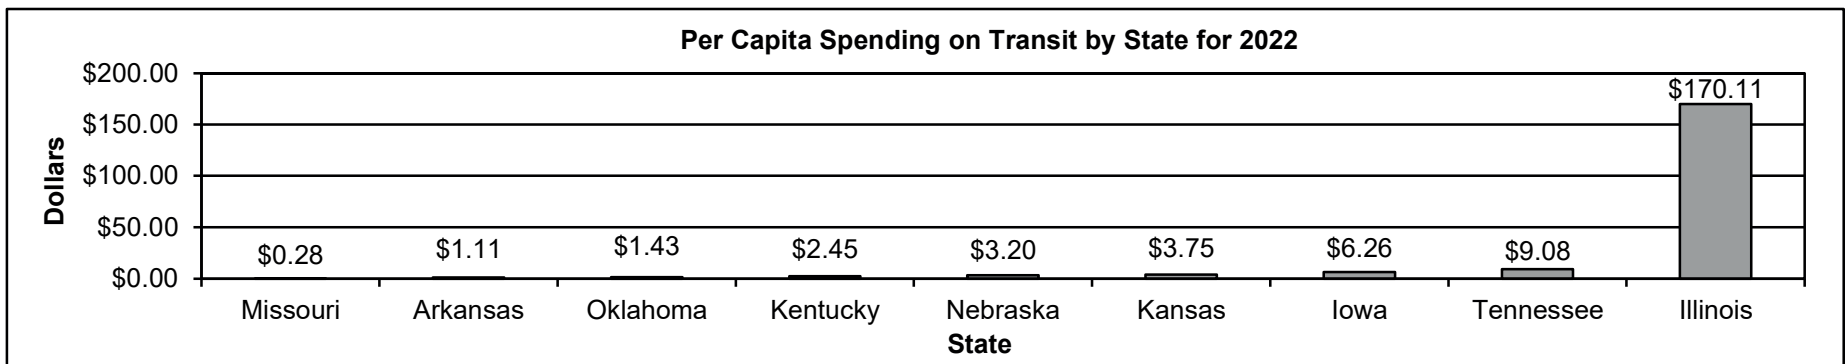 Per Capita Spending on Transit by State for 2022
Dollars
$200.00
$150.00
$100.00
$50.00
$0.00
$0.28
$1.11
$1.43
$2.45
$3.20
$3.75
$6.26
$9.08
$170.11
Missouri
Arkansas
Oklahoma
Kentucky
Nebraska
Kansas
Iowa
Tennessee
Illinois
State